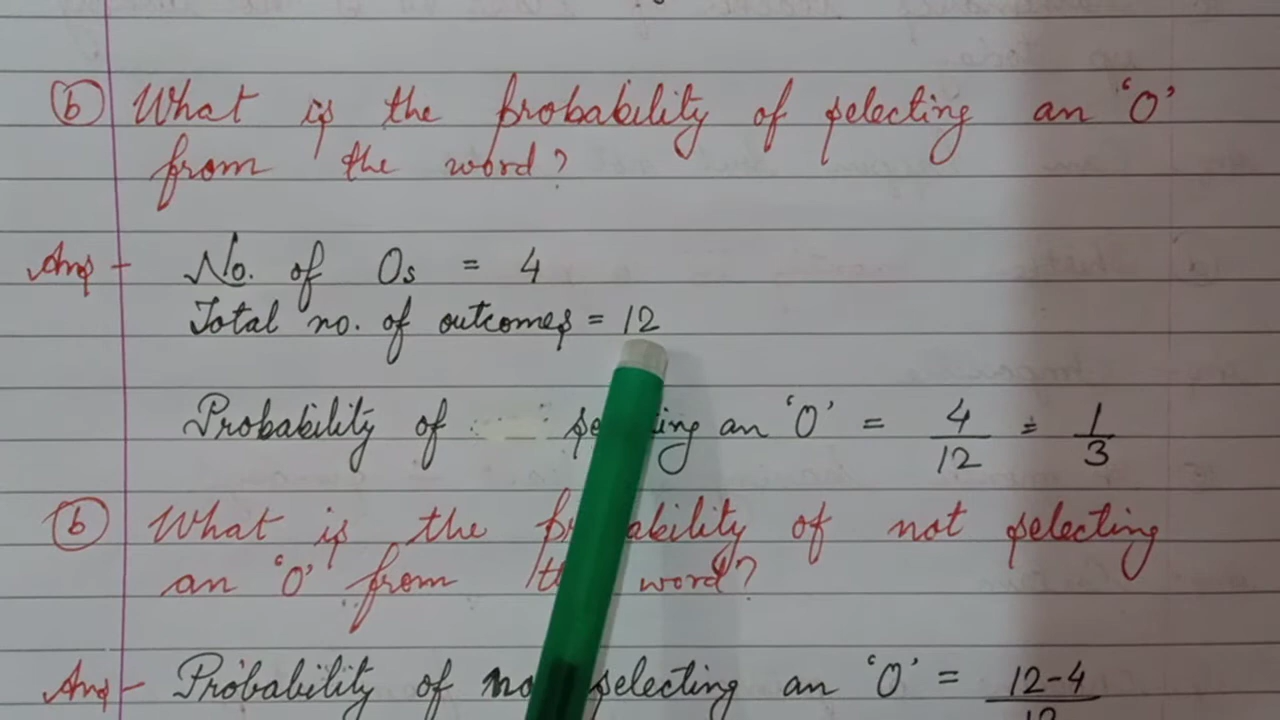 (b) What is the probability of selecting an 'O'
from the word?
Ans - No. of Os = 4
Total no. of outcomes = 12
Probability of selecting an 'O' = 4/12 = 1/3
(b) What is the probability of not selecting
an 'O' from the word?
Ans - Probability of not selecting an 'O' = 12-4/12